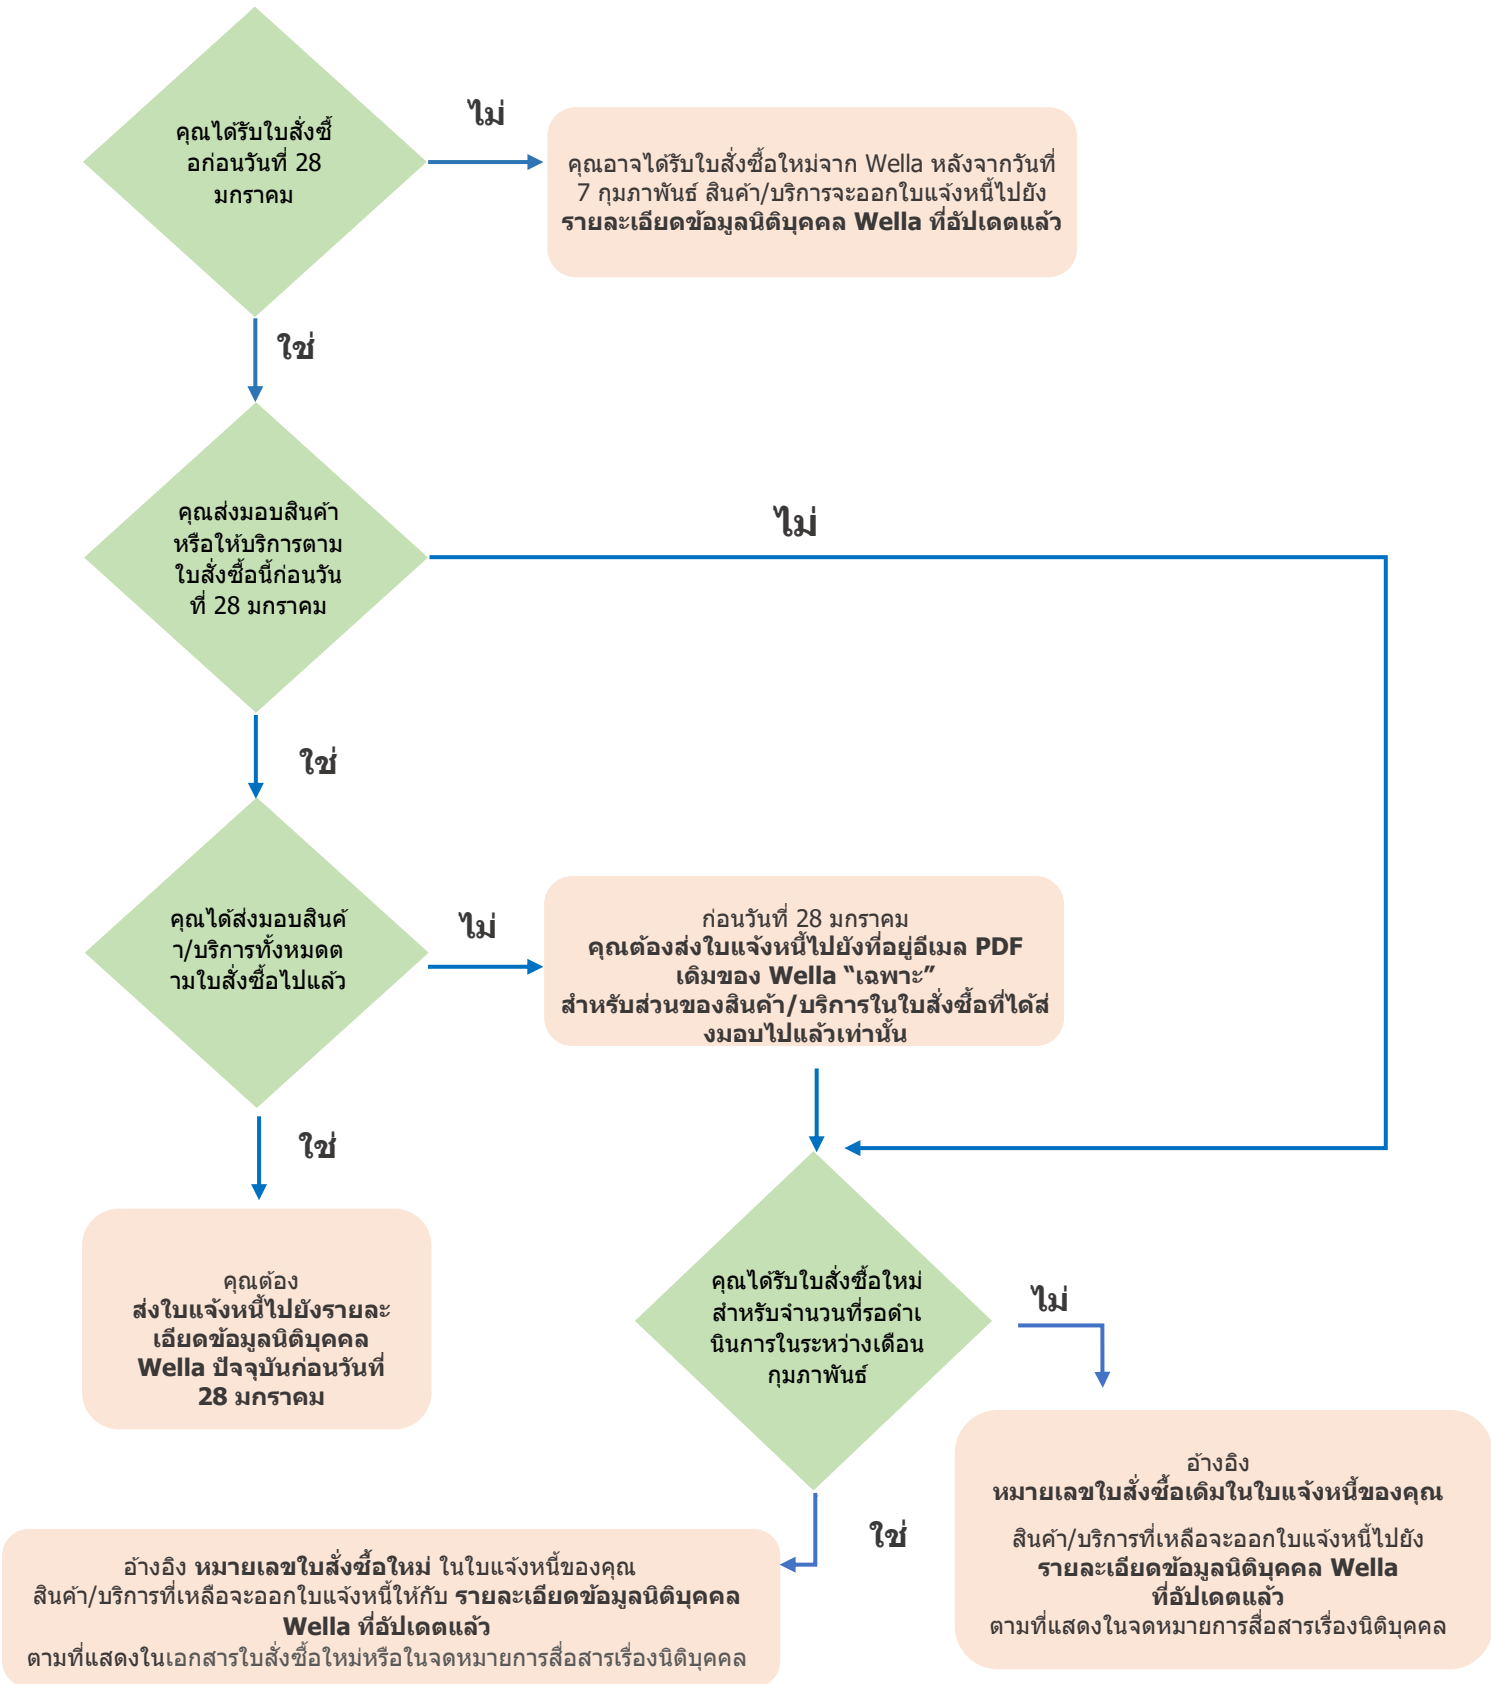 คุณได้รับใบสั่งซื้
อก่อนวันที่ 28
มกราคม
ไม่
คุณอาจได้รับใบสั่งซื้อใหม่จาก Wella หลังจากวันที่
7 กุมภาพันธ์ สินค้า/บริการจะออกใบแจ้งหนี้ไปยัง
รายละเอียดข้อมูลนิติบุคคล Wella ที่อัปเดตแล้ว
ใช่
คุณส่งมอบสินค้า
หรือให้บริการตาม
ใบสั่งซื้อนี้ก่อนวัน
ที่ 28 มกราคม
ไม่
ใช่
คุณได้ส่งมอบสินค้
า/บริการทั้งหมดต
ามใบสั่งซื้อไปแล้ว
ไม่
ก่อนวันที่ 28 มกราคม
คุณต้องส่งใบแจ้งหนี้ไปยังที่อยู่อีเมล PDF
เดิมของ Wella “เฉพาะ”
สำหรับส่วนของสินค้า/บริการในใบสั่งซื้อที่ได้ส่
งมอบไปแล้วเท่านั้น
ใช่
คุณต้อง
ส่งใบแจ้งหนี้ไปยังรายละ
เอียดข้อมูลนิติบุคคล
Wella ปัจจุบันก่อนวันที่
28 มกราคม
คุณได้รับใบสั่งซื้อใหม่
สำหรับจำนวนที่รอดำเ
นินการในระหว่างเดือน
กุมภาพันธ์
ไม่
อ้างอิง
หมายเลขใบสั่งซื้อเดิมในใบแจ้งหนี้ของคุณ
สินค้า/บริการที่เหลือจะออกใบแจ้งหนี้ไปยัง
รายละเอียดข้อมูลนิติบุคคล Wella
ที่อัปเดตแล้ว
ตามที่แสดงในจดหมายการสื่อสารเรื่องนิติบุคคล
ใช่
อ้างอิง หมายเลขใบสั่งซื้อใหม่ ในใบแจ้งหนี้ของคุณ
สินค้า/บริการที่เหลือจะออกใบแจ้งหนี้ให้กับ รายละเอียดข้อมูลนิติบุคคล
Wella ที่อัปเดตแล้ว
ตามที่แสดงในเอกสารใบสั่งซื้อใหม่หรือในจดหมายการสื่อสารเรื่องนิติบุคคล